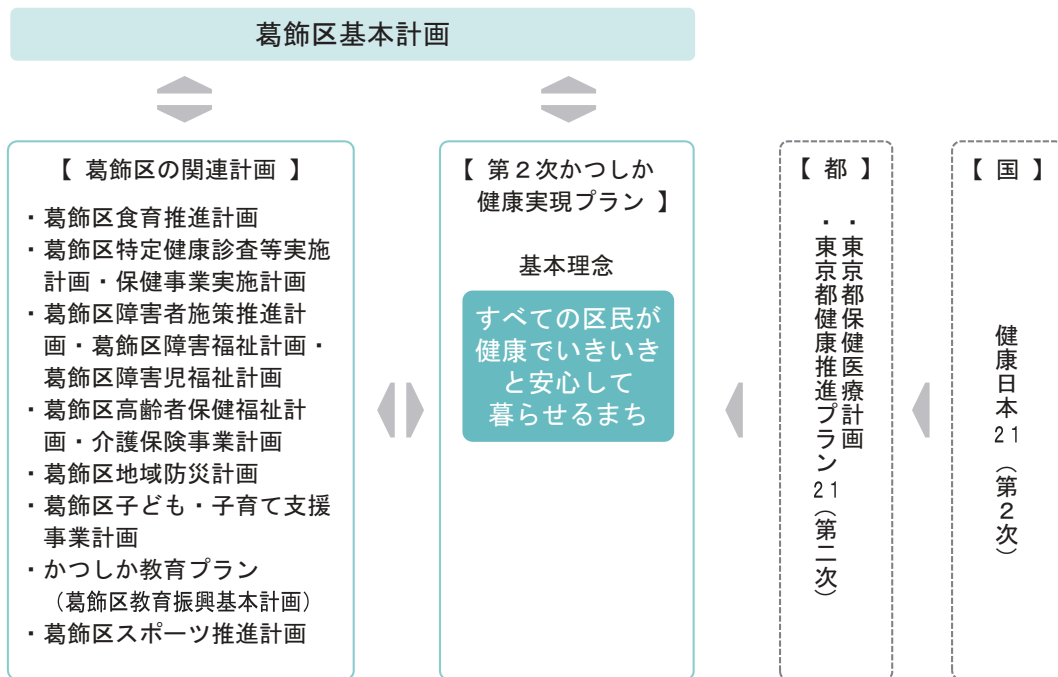 葛飾区基本計画
【 葛飾区の関連計画 】
・葛飾区食育推進計画
・葛飾区特定健康診査等実施
計画・保健事業実施計画
・葛飾区障害者施策推進計
画・葛飾区障害福祉計画・
葛飾区障害児福祉計画
・葛飾区高齢者保健福祉計
画・介護保険事業計画
・葛飾区地域防災計画
・葛飾区子ども・子育て支援
事業計画
・かつしか教育プラン
（葛飾区教育振興基本計画）
・葛飾区スポーツ推進計画
【 第２次かつしか
健康実現プラン 】
基本理念
すべての区民が
健康でいきいき
と安心して
暮らせるまち
【 都 】
・東京都保健医療計画
・東京都健康推進プラン21（第二次）
【 国 】
健康日本21（第２次）